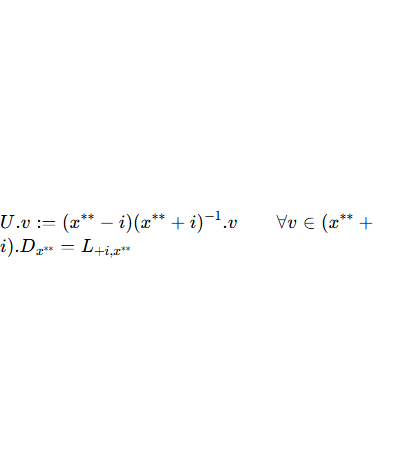 U.v := (x** − i)(x** + i)⁻¹.v  ∀v ∈ (x** +
i).D_{x**} = L_{+i,x**}